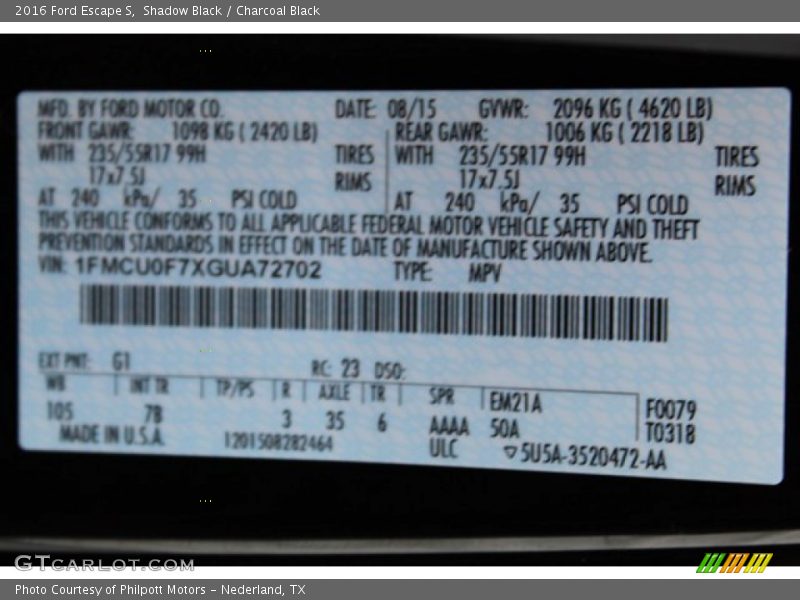 2016 Ford Escape S, Shadow Black / Charcoal Black
MFD. BY FORD MOTOR CO. DATE: 08/15 GVWR: 2096 KG ( 4620 LB)
FRONT GAWR: 1098 KG ( 2420 LB) REAR GAWR: 1006 KG ( 2218 LB)
WITH 235/55R17 99H TIRES WITH 235/55R17 99H TIRES
17x7.5J RIMS 17x7.5J RIMS
AT 240 kPa/ 35 PSI COLD AT 240 kPa/ 35 PSI COLD
THIS VEHICLE CONFORMS TO ALL APPLICABLE FEDERAL MOTOR VEHICLE SAFETY AND THEFT
PREVENTION STANDARDS IN EFFECT ON THE DATE OF MANUFACTURE SHOWN ABOVE.
VIN: 1FMCU0F7XGUA72702 TYPE: MPV
EXT PNT: G1 RC: 23 DSO:
WB INT TR TP/PS R AXLE TR SPR EM21A F0079
105 7B 3 35 6 AAAA 50A T0318
MADE IN U.S.A. 1201508282464 ULC 5U5A-3520472-AA
GTCARLOT.COM
Photo Courtesy of Philpott Motors - Nederland, TX